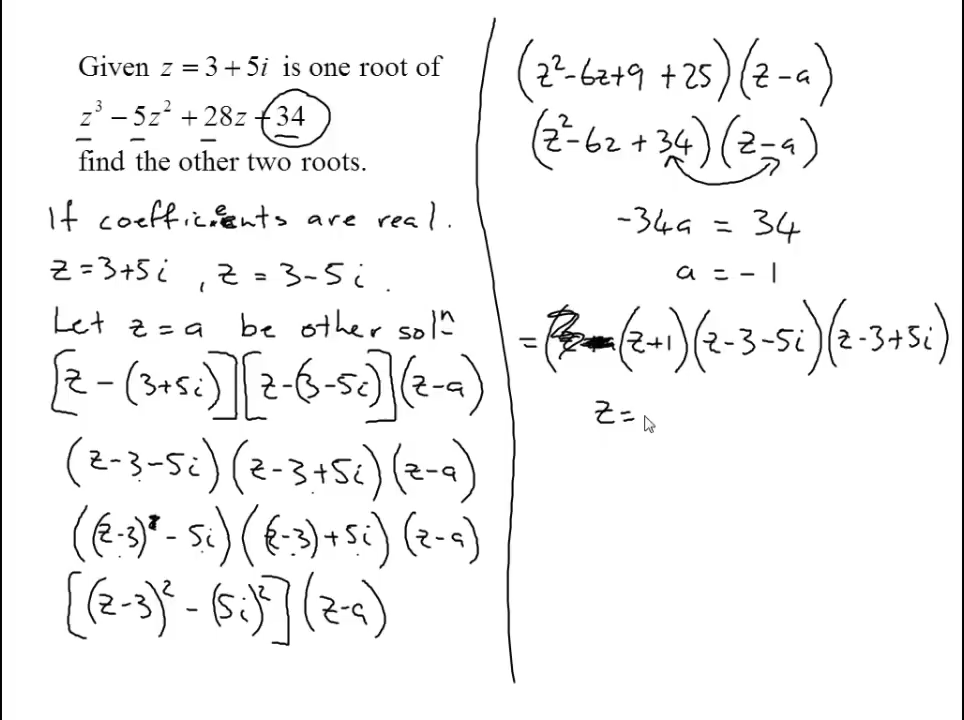 Given z = 3 + 5i is one root of
z³ − 5z² + 28z + 34
find the other two roots.
If coefficients are real.
z = 3+5i , z = 3-5i.
Let z = a be other solⁿ
[z - (3+5i)][z-(3-5i)](z-a)
(z-3-5i)(z-3+5i)(z-a)
((z-3) - 5i)((z-3)+5i)(z-a)
[(z-3)² - (5i)²](z-a)
(z²-6z+9 +25)(z-a)
(z²-6z+34)(z-a)
-34a = 34
a = -1
= (z+1)(z-3-5i)(z-3+5i)
z =